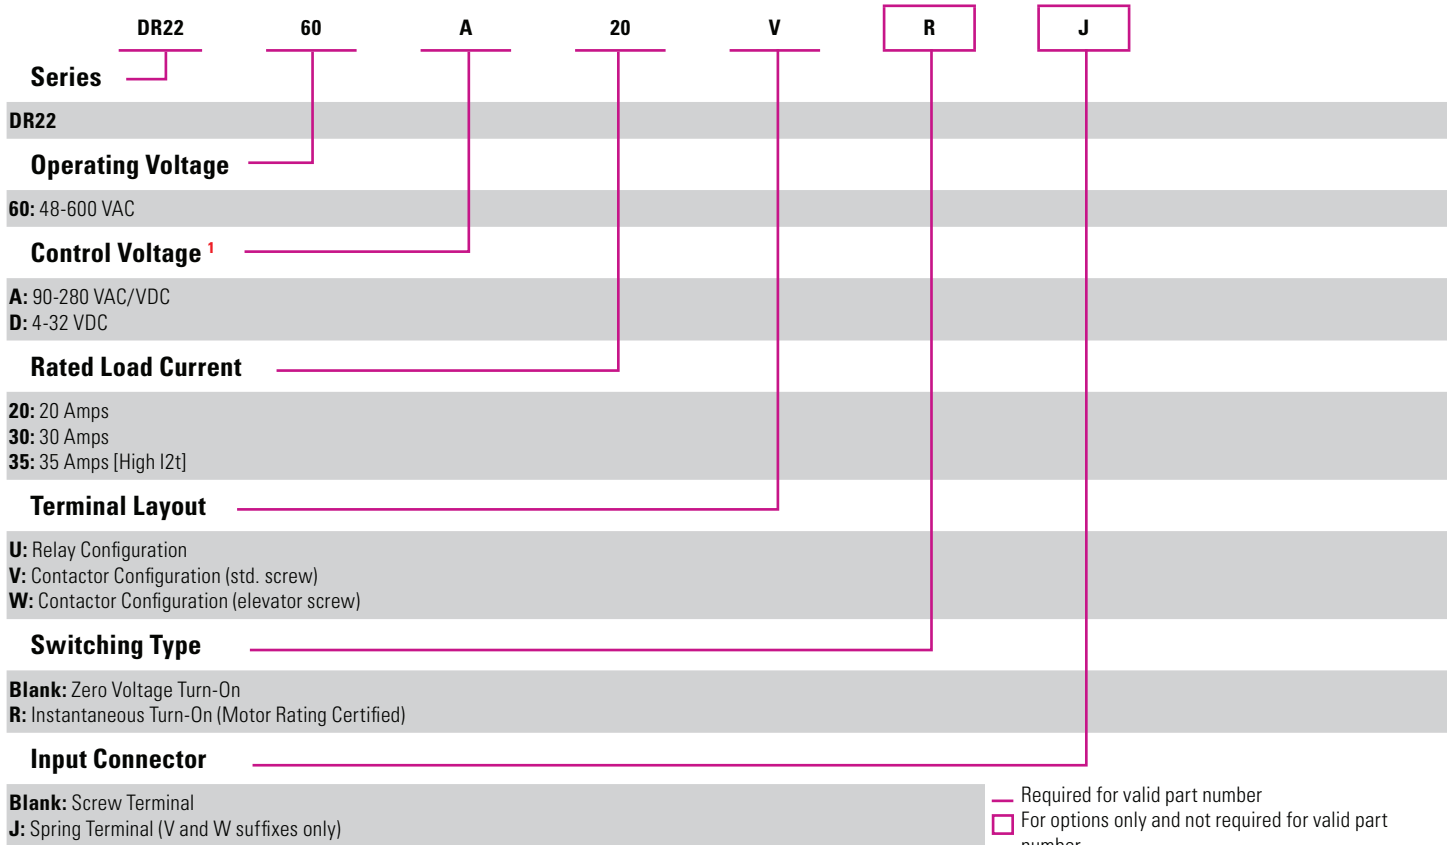 DR22 60 A 20 V R J
Series
DR22
Operating Voltage
60: 48-600 VAC
Control Voltage 1
A: 90-280 VAC/VDC
D: 4-32 VDC
Rated Load Current
20: 20 Amps
30: 30 Amps
35: 35 Amps [High I2t]
Terminal Layout
U: Relay Configuration
V: Contactor Configuration (std. screw)
W: Contactor Configuration (elevator screw)
Switching Type
Blank: Zero Voltage Turn-On
R: Instantaneous Turn-On (Motor Rating Certified)
Input Connector
Blank: Screw Terminal
J: Spring Terminal (V and W suffixes only)
Required for valid part number
For options only and not required for valid part
number